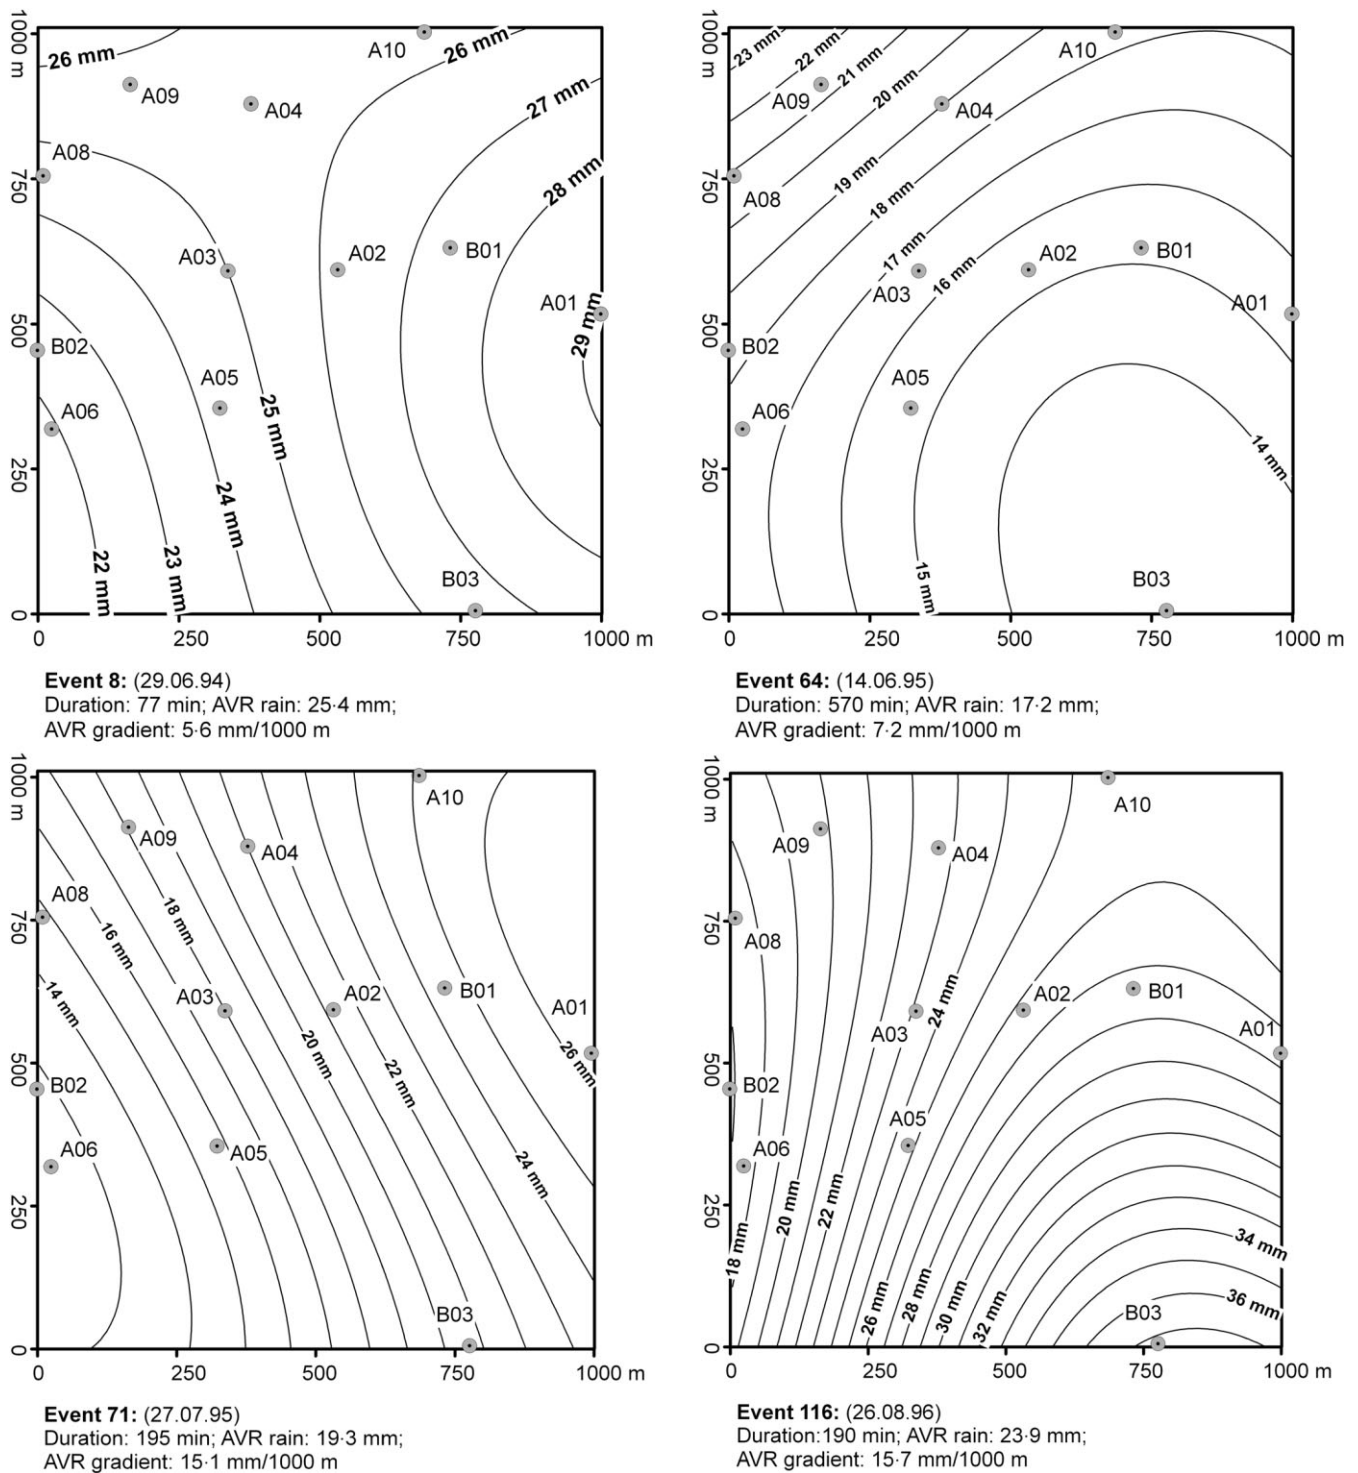 1000 m
750
500
250
0
0
250
500
750
1000 m
26 mm
26 mm
27 mm
28 mm
29 mm
25 mm
24 mm
23 mm
22 mm
A10
A09
A04
A08
A03
A02
B01
A01
B02
A05
A06
B03
Event 8: (29.06.94)
Duration: 77 min; AVR rain: 25·4 mm;
AVR gradient: 5·6 mm/1000 m
1000 m
750
500
250
0
0
250
500
750
1000 m
23 mm
22 mm
21 mm
20 mm
19 mm
18 mm
17 mm
16 mm
15 mm
14 mm
A10
A09
A04
A08
A03
A02
B01
A01
B02
A05
A06
B03
Event 64: (14.06.95)
Duration: 570 min; AVR rain: 17·2 mm;
AVR gradient: 7·2 mm/1000 m
1000 m
750
500
250
0
0
250
500
750
1000 m
14 mm
16 mm
18 mm
20 mm
22 mm
24 mm
26 mm
A10
A09
A04
A08
A03
A02
B01
A01
B02
A06
A05
B03
Event 71: (27.07.95)
Duration: 195 min; AVR rain: 19·3 mm;
AVR gradient: 15·1 mm/1000 m
1000 m
750
500
250
0
0
250
500
750
1000 m
18 mm
20 mm
22 mm
24 mm
26 mm
28 mm
30 mm
32 mm
34 mm
36 mm
A10
A09
A04
A08
A02
B01
A03
A01
B02
A05
A06
B03
Event 116: (26.08.96)
Duration:190 min; AVR rain: 23·9 mm;
AVR gradient: 15·7 mm/1000 m